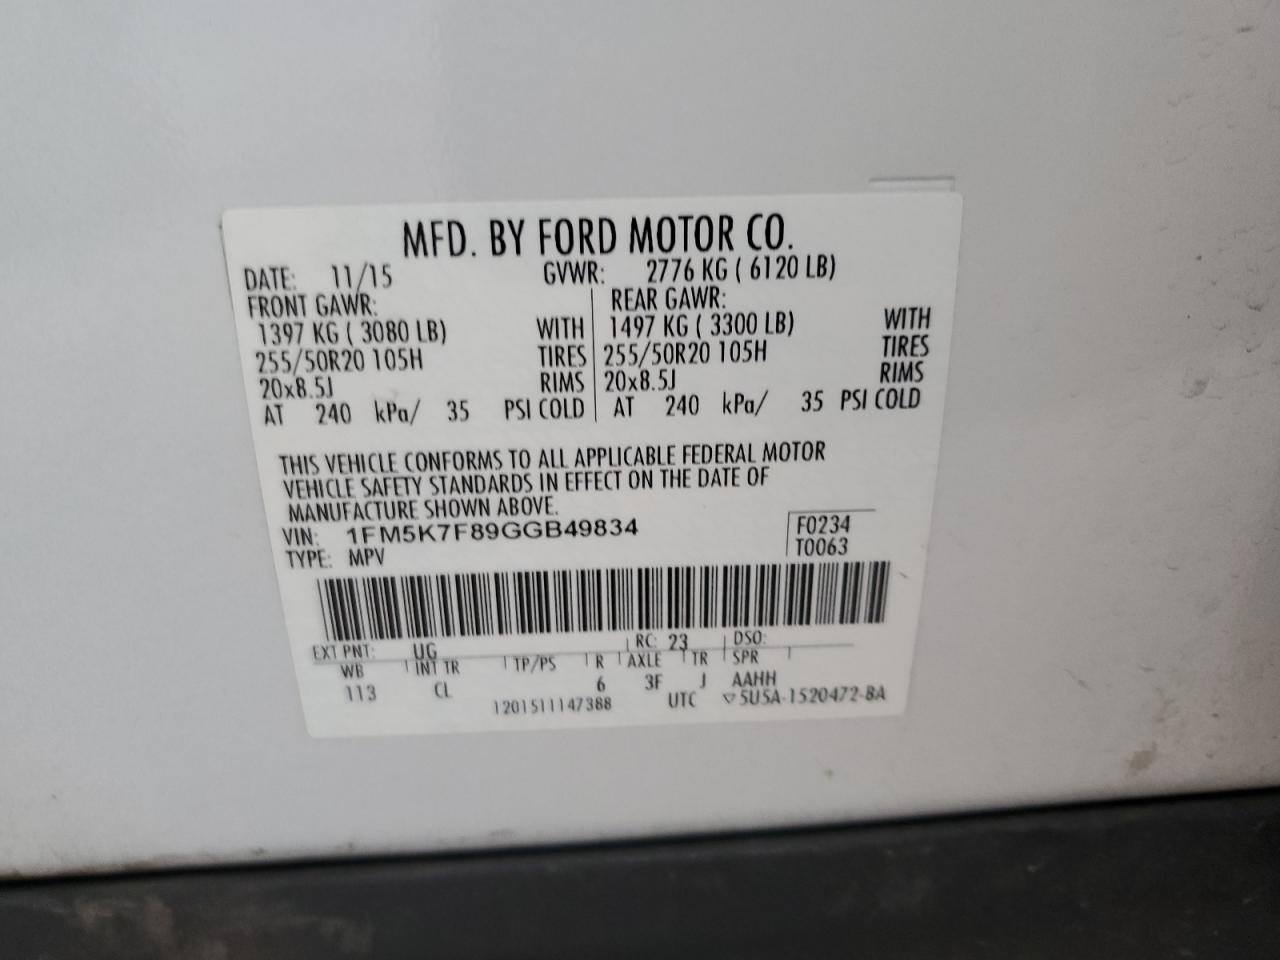 MFD. BY FORD MOTOR CO.
DATE: 11/15 GVWR: 2776 KG ( 6120 LB)
FRONT GAWR: REAR GAWR:
1397 KG ( 3080 LB) WITH 1497 KG ( 3300 LB) WITH
255/50R20 105H TIRES 255/50R20 105H TIRES
20x8.5J RIMS 20x8.5J RIMS
AT 240 kPa/ 35 PSI COLD AT 240 kPa/ 35 PSI COLD
THIS VEHICLE CONFORMS TO ALL APPLICABLE FEDERAL MOTOR
VEHICLE SAFETY STANDARDS IN EFFECT ON THE DATE OF
MANUFACTURE SHOWN ABOVE.
VIN: 1FM5K7F89GGB49834 F0234
TYPE: MPV T0063
EXT PNT: UG RC: 23 DSO:
WB INT TR TP/PS R AXLE TR SPR
113 CL 6 3F J AAHH
1201511147388 UTC ▽5U5A-1520472-BA